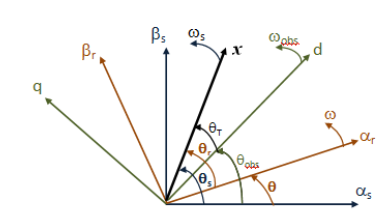 β_s ω_s x ω_obs d
β_r
q
ω
α_r
θ_T
θ_r
θ_s θ_obs θ
α_s